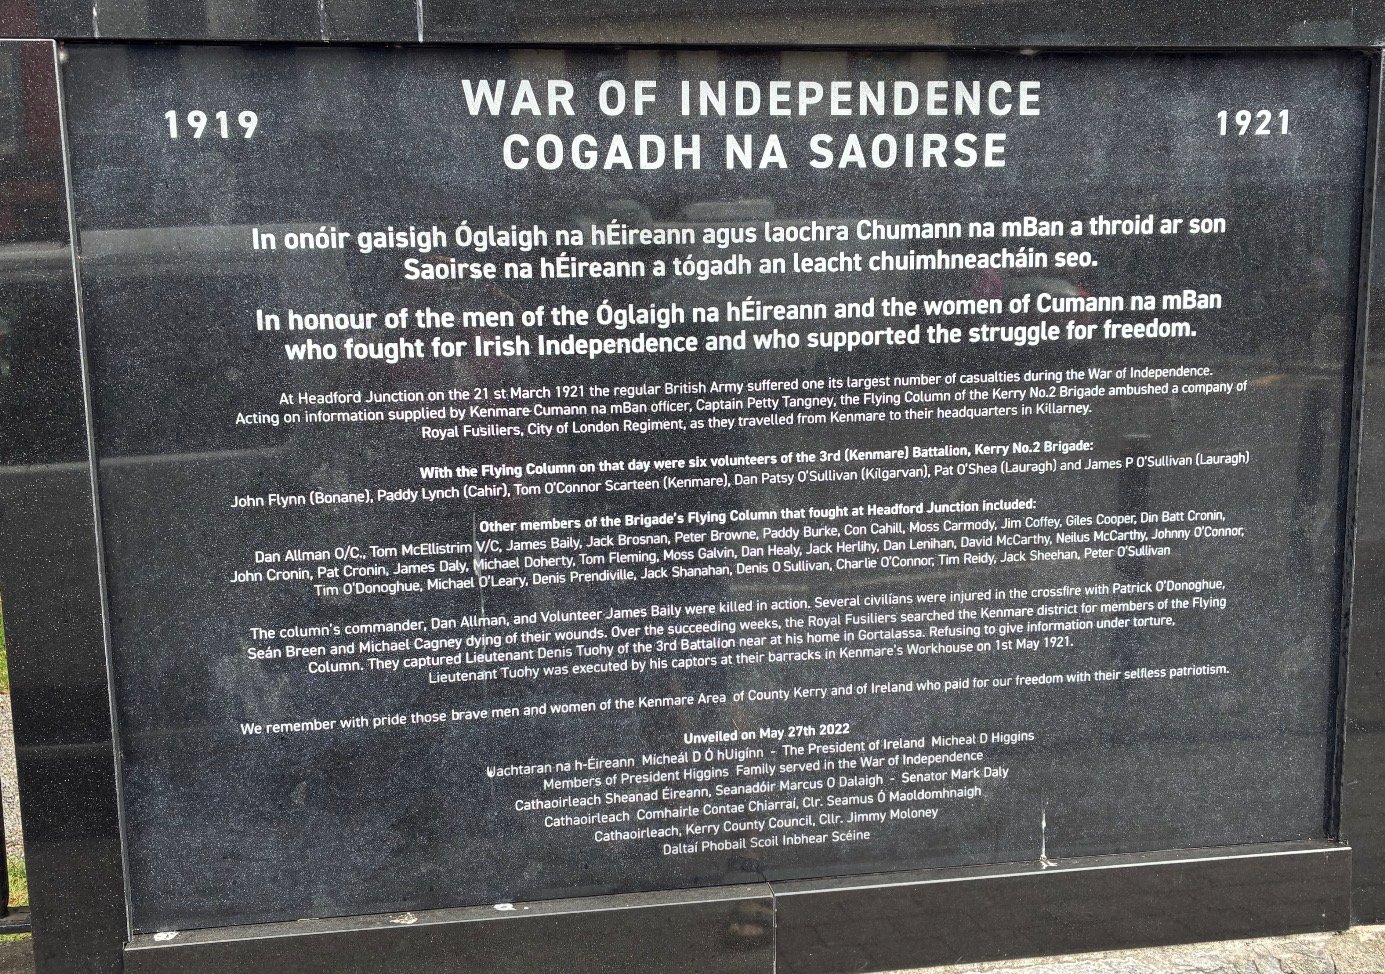 1919
WAR OF INDEPENDENCE
1921
COGADH NA SAOIRSE
In onóir gaisigh Óglaigh na hÉireann agus laochra Chumann na mBan a throid ar son
Saoirse na hÉireann a tógadh an leacht chuimhneacháin seo.
In honour of the men of the Óglaigh na hÉireann and the women of Cumann na mBan
who fought for Irish Independence and who supported the struggle for freedom.
At Headford Junction on the 21 st March 1921 the regular British Army suffered one its largest number of casualties during the War of Independence.
Acting on information supplied by Kenmare Cumann na mBan officer, Captain Petty Tangney, the Flying Column of the Kerry No.2 Brigade ambushed a company of
Royal Fusiliers, City of London Regiment, as they travelled from Kenmare to their headquarters in Killarney.
With the Flying Column on that day were six volunteers of the 3rd (Kenmare) Battalion, Kerry No.2 Brigade:
John Flynn (Bonane), Paddy Lynch (Cahir), Tom O'Connor Scarteen (Kenmare), Dan Patsy O'Sullivan (Kilgarvan), Pat O'Shea (Lauragh) and James P O'Sullivan (Lauragh)
Other members of the Brigade's Flying Column that fought at Headford Junction included:
Dan Allman O/C., Tom McEllistrim V/C, James Baily, Jack Brosnan, Peter Browne, Paddy Burke, Con Cahill, Moss Carmody, Jim Coffey, Giles Cooper, Din Batt Cronin,
John Cronin, Pat Cronin, James Daly, Michael Doherty, Tom Fleming, Moss Galvin, Dan Healy, Jack Herlihy, Dan Lenihan, David McCarthy, Neilus McCarthy, Johnny O'Connor,
Tim O'Donoghue, Michael O'Leary, Denis Prendiville, Jack Shanahan, Denis O Sullivan, Charlie O'Connor, Tim Reidy, Jack Sheehan, Peter O'Sullivan
The column's commander, Dan Allman, and Volunteer James Baily were killed in action. Several civilians were injured in the crossfire with Patrick O'Donoghue,
Seán Breen and Michael Cagney dying of their wounds. Over the succeeding weeks, the Royal Fusiliers searched the Kenmare district for members of the Flying
Column. They captured Lieutenant Denis Tuohy of the 3rd Battalion near at his home in Gortalassa. Refusing to give information under torture,
Lieutenant Tuohy was executed by his captors at their barracks in Kenmare's Workhouse on 1st May 1921.
We remember with pride those brave men and women of the Kenmare Area of County Kerry and of Ireland who paid for our freedom with their selfless patriotism.
Unveiled on May 27th 2022
Uachtaran na h-Éireann Mícheál D Ó hUigínn - The President of Ireland Micheal D Higgins
Members of President Higgins Family served in the War of Independence
Cathaoirleach Sheanad Éireann, Seanadóir Marcus O Dalaigh - Senator Mark Daly
Cathaoirleach Comhairle Contae Chiarraí, Clr. Seamus Ó Maoldomhnaigh
Cathaoirleach, Kerry County Council, Cllr. Jimmy Moloney
Daltaí Phobail Scoil Inbhear Scéine